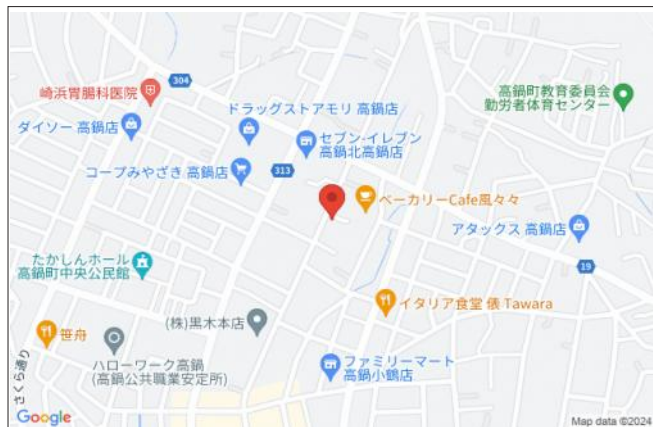 304
崎浜胃腸科医院
高鍋町教育委員会
勤労者体育センター
ドラッグストアモリ 高鍋店
ダイソー 高鍋店
セブン-イレブン
高鍋北高鍋店
コープみやざき 高鍋店
313
ベーカリーCafe風々々
アタックス 高鍋店
たかしんホール
高鍋町中央公民館
19
イタリア食堂 俵 Tawara
(株)黒木本店
笹舟
ハローワーク高鍋
(高鍋公共職業安定所)
ファミリーマート
高鍋小鶴店
さくら通り
Google
Map data ©2024